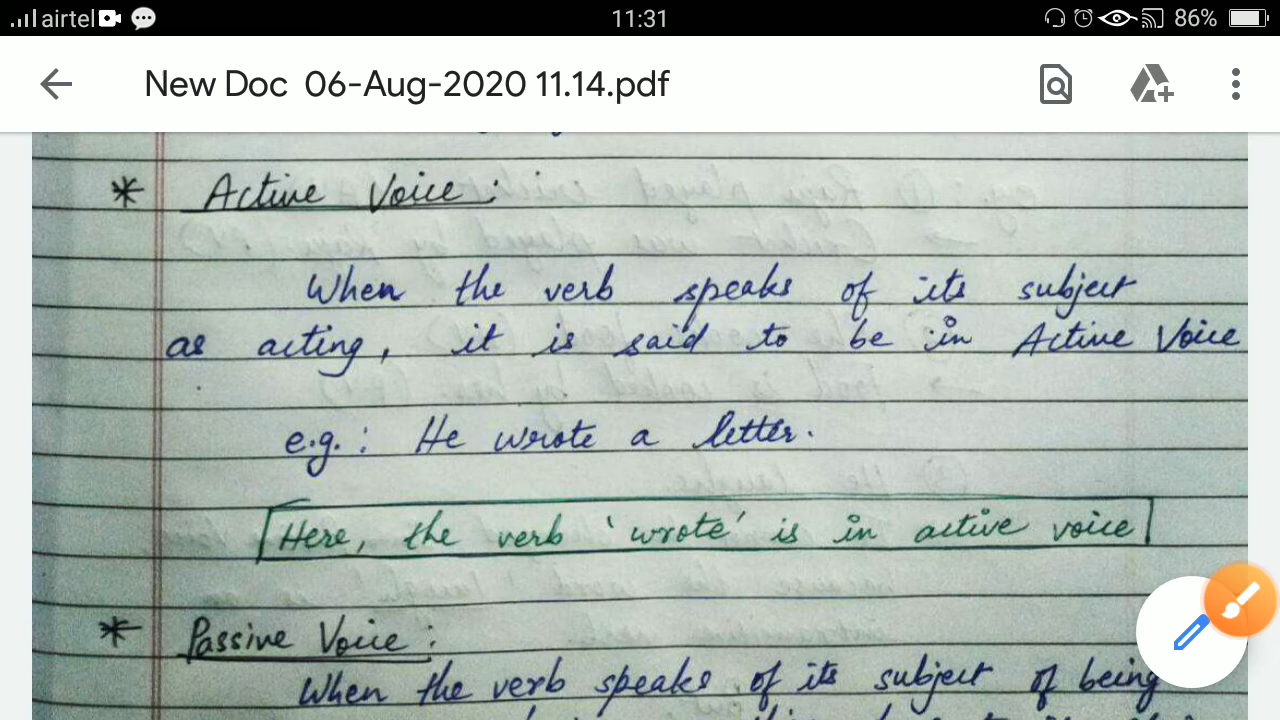 airtel 11:31 86%
New Doc 06-Aug-2020 11.14.pdf
* Active Voice :
When the verb speaks of its subject
as acting, it is said to be in Active Voice
e.g. : He wrote a letter.
Here, the verb 'wrote' is in active voice
* Passive Voice :
When the verb speaks of its subject of being